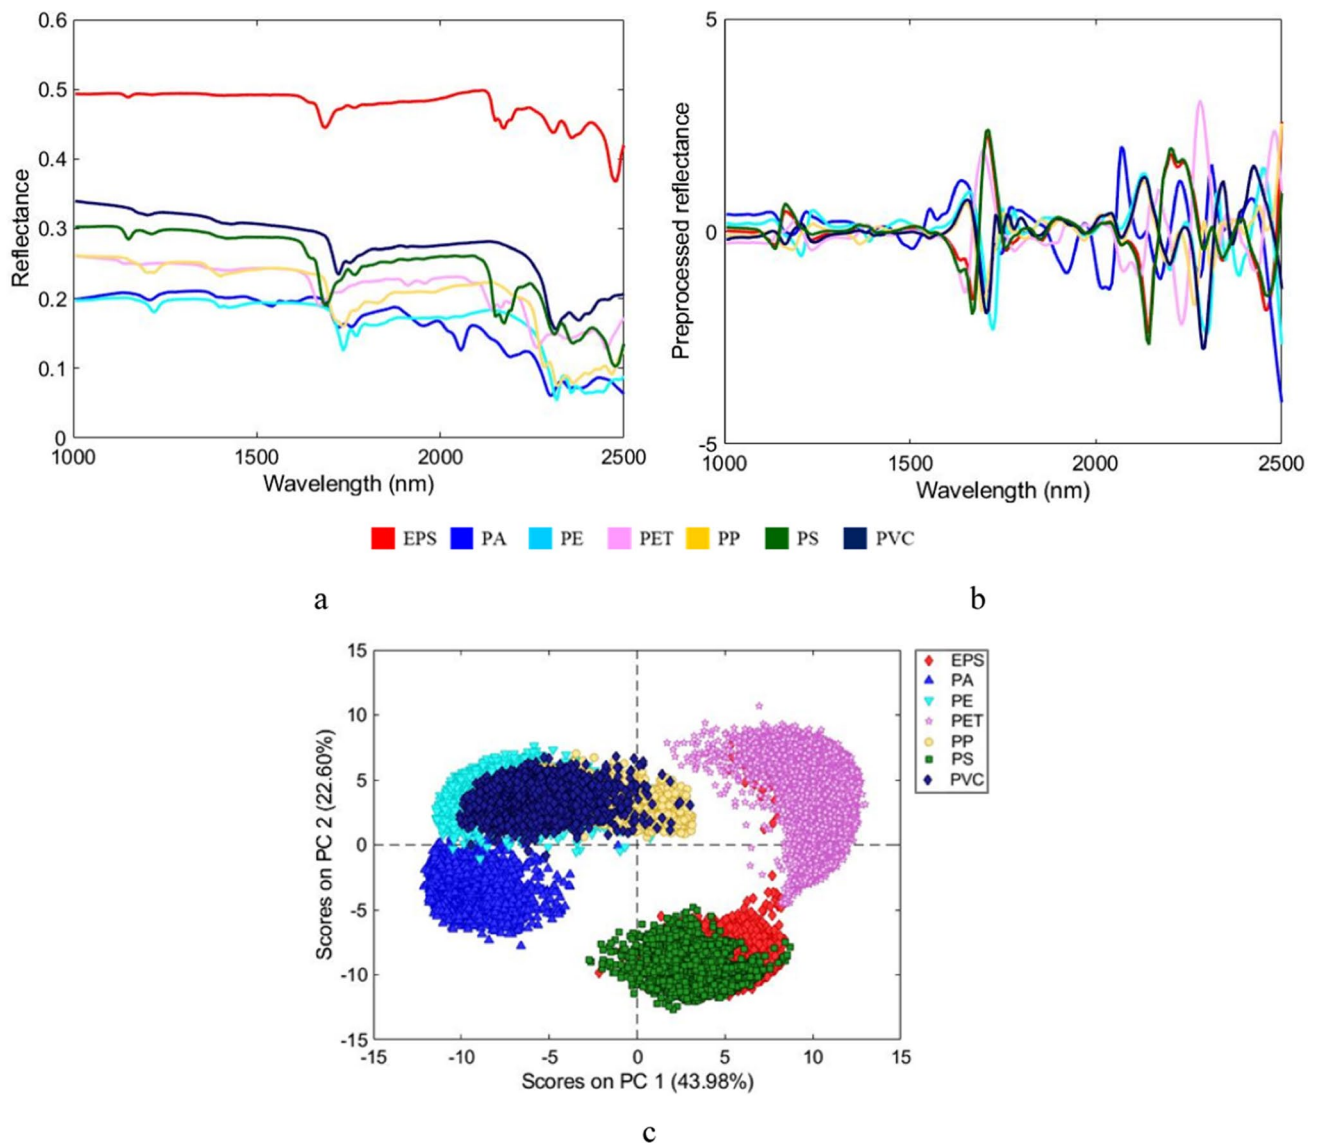 0.6
0.5
0.4
0.3
0.2
0.1
0
Reflectance
1000 1500 2000 2500
Wavelength (nm)
5
0
-5
Preprocessed reflectance
1000 1500 2000 2500
Wavelength (nm)
EPS PA PE PET PP PS PVC
a b
15
10
5
0
-5
-10
-15
Scores on PC 2 (22.60%)
-15 -10 -5 0 5 10 15
Scores on PC 1 (43.98%)
EPS
PA
PE
PET
PP
PS
PVC
c